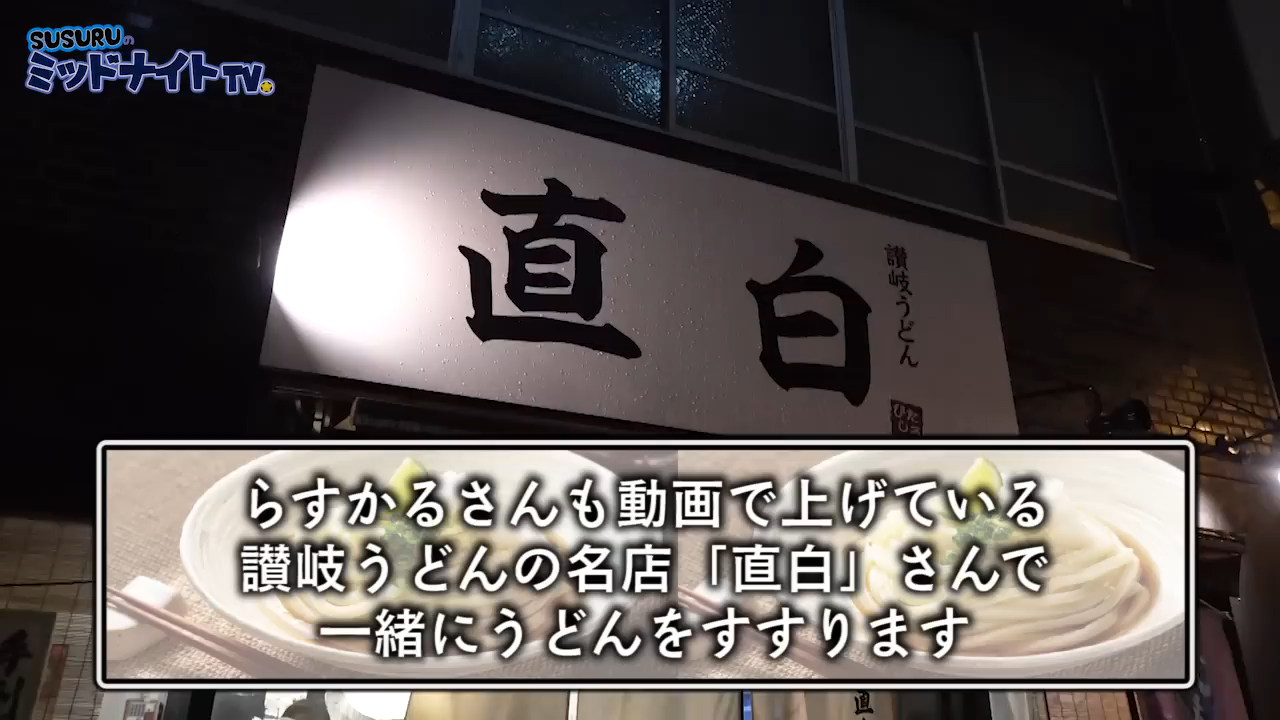 SUSURUの
ミッドナイトTV
直白
讃岐うどん
らすかるさんも動画で上げている
讃岐うどんの名店「直白」さんで
一緒にうどんをすすります
直